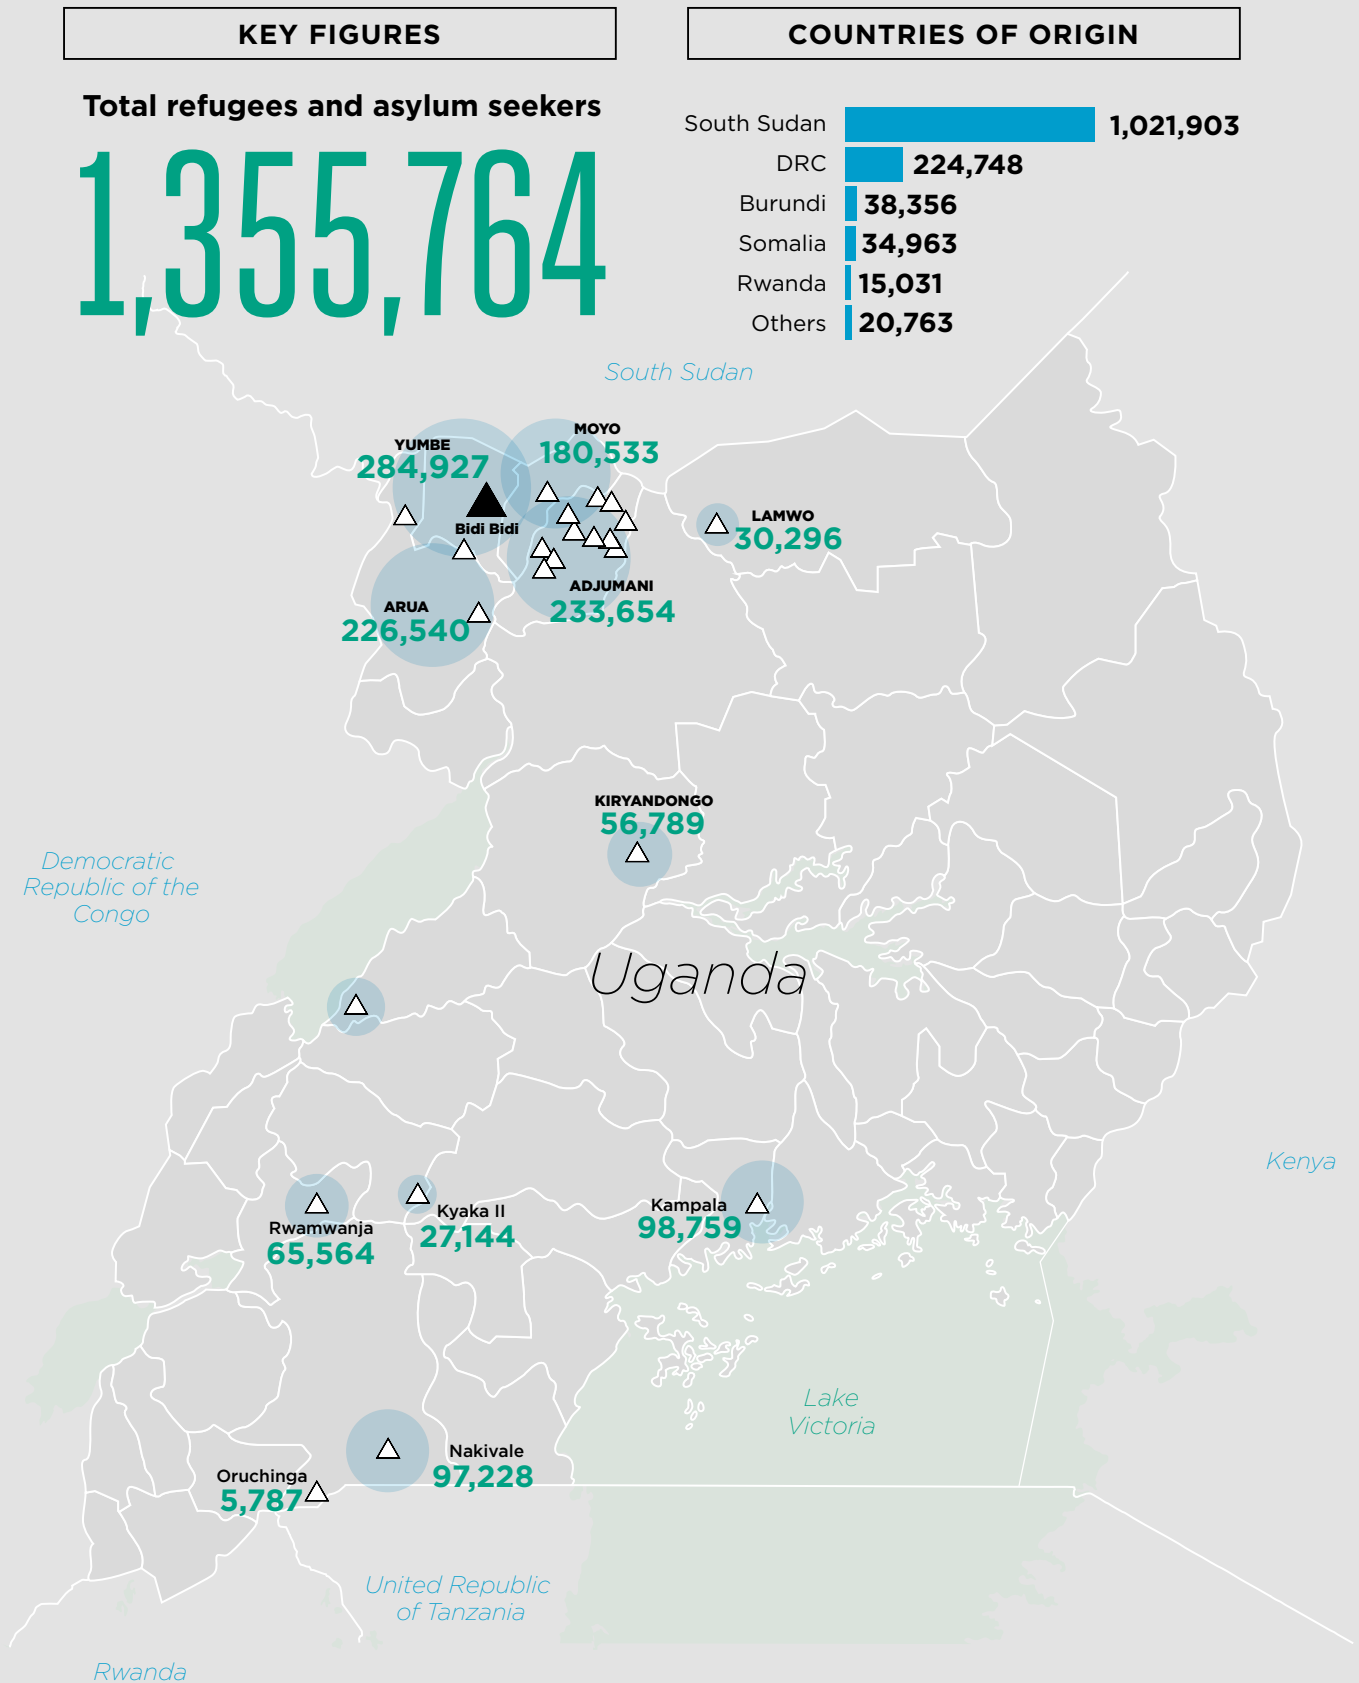 KEY FIGURES
Total refugees and asylum seekers
1,355,764
COUNTRIES OF ORIGIN
South Sudan 1,021,903
DRC 224,748
Burundi 38,356
Somalia 34,963
Rwanda 15,031
Others 20,763
South Sudan
YUMBE
284,927
Bidi Bidi
MOYO
180,533
LAMWO
30,296
ADJUMANI
233,654
ARUA
226,540
KIRYANDONGO
56,789
Democratic
Republic of the
Congo
Uganda
Kenya
Rwamwanja
65,564
Kyaka II
27,144
Kampala
98,759
Lake
Victoria
Nakivale
97,228
Oruchinga
5,787
United Republic
of Tanzania
Rwanda